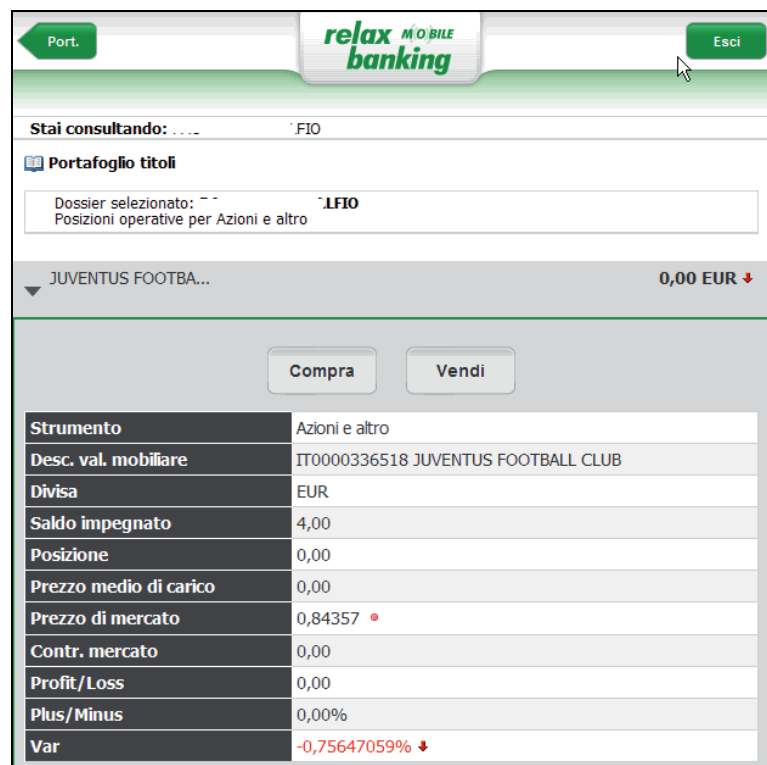 Port.
relax MOBILE
banking
Esci
Stai consultando: FIO
Portafoglio titoli
Dossier selezionato: LFIO
Posizioni operative per Azioni e altro
JUVENTUS FOOTBA... 0,00 EUR
Compra Vendi
Strumento Azioni e altro
Desc. val. mobiliare IT0000336518 JUVENTUS FOOTBALL CLUB
Divisa EUR
Saldo impegnato 4,00
Posizione 0,00
Prezzo medio di carico 0,00
Prezzo di mercato 0,84357
Contr. mercato 0,00
Profit/Loss 0,00
Plus/Minus 0,00%
Var -0,75647059%